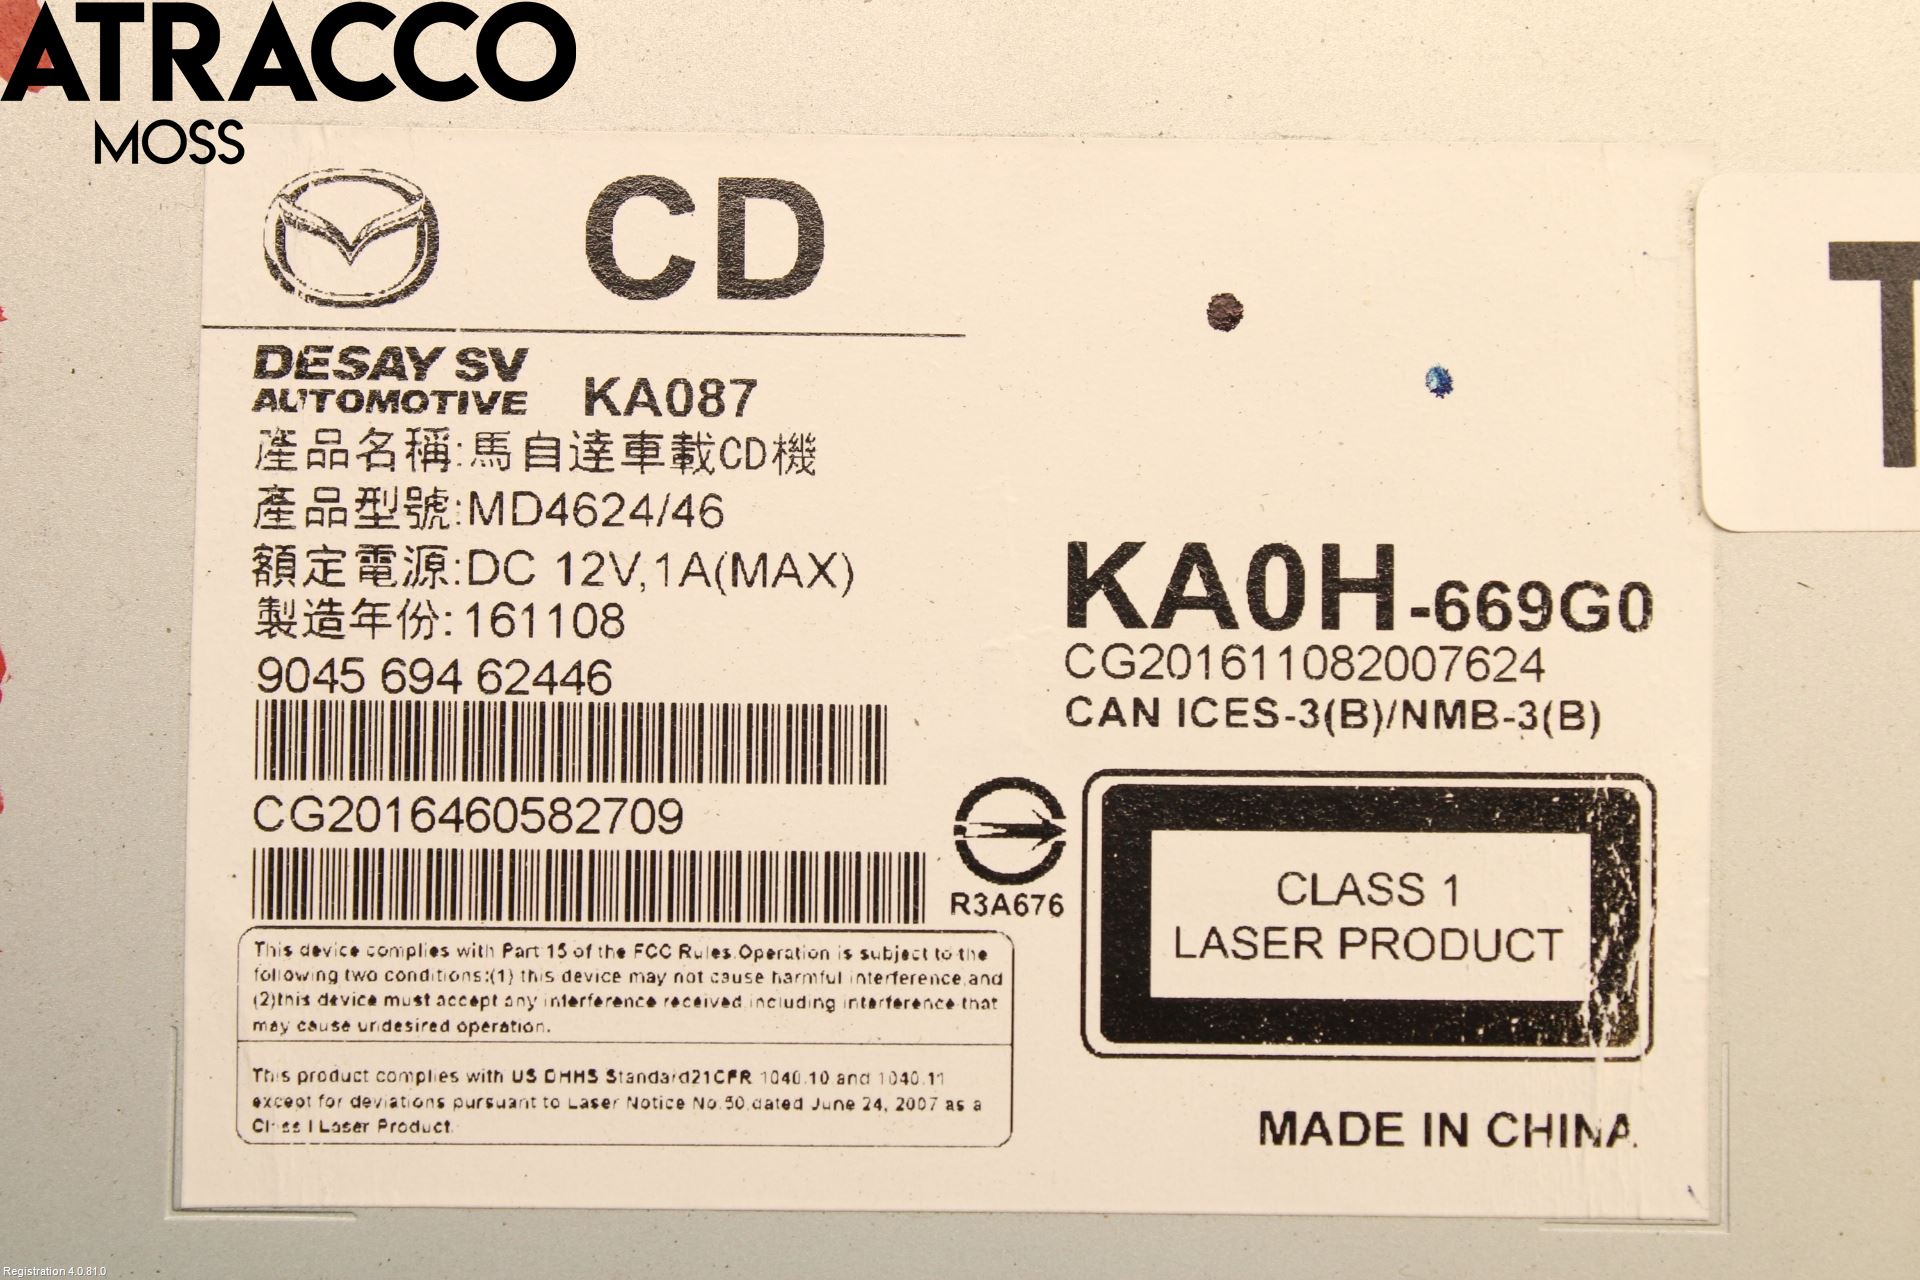 ATRACCO
MOSS
CD
T
DESAY SV
AUTOMOTIVE KA087
產品名稱:馬自達車載CD機
產品型號:MD4624/46
額定電源:DC 12V,1A(MAX)
製造年份:161108
9045 694 62446
CG2016460582709
KA0H-669G0
CG201611082007624
CAN ICES-3(B)/NMB-3(B)
R3A676
CLASS 1
LASER PRODUCT
This device complies with Part 15 of the FCC Rules.Operation is subject to the
following two conditions:(1) this device may not cause harmful interference,and
(2)this device must accept any interference received,including interference that
may cause undesired operation.
This product complies with US DHHS Standard21CFR 1040.10 and 1040.11
except for deviations pursuant to Laser Notice No.50,dated June 24, 2007 as a
Class I Laser Product.
MADE IN CHINA.
Registration 4.0.81.0